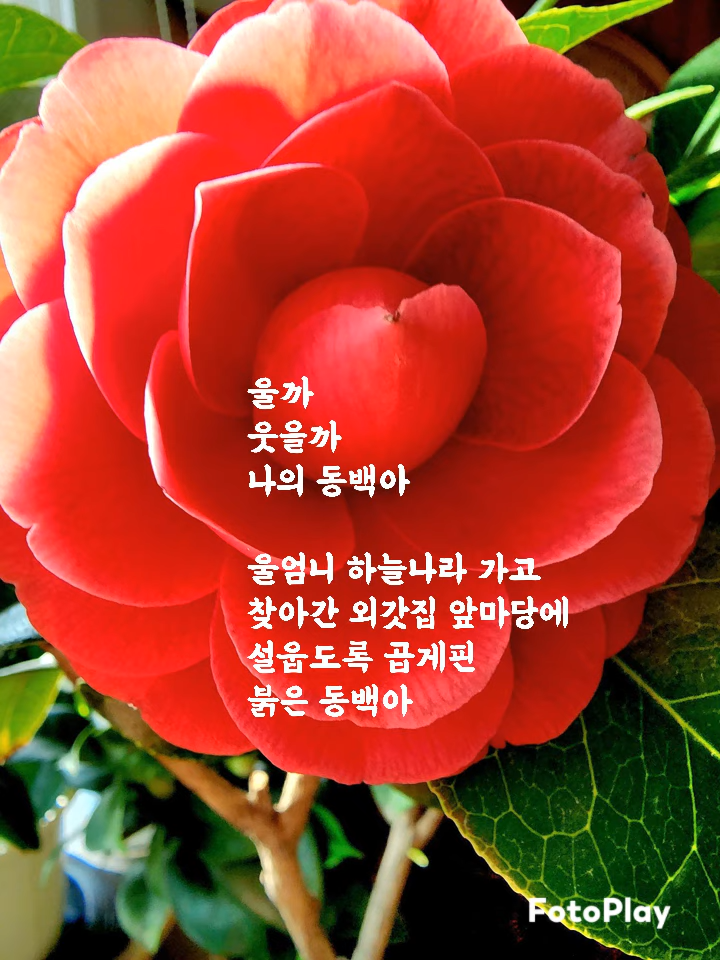 울까
웃을까
나의 동백아
울엄니 하늘나라 가고
찾아간 외갓집 앞마당에
설웁도록 곱게핀
붉은 동백아
FotoPlay